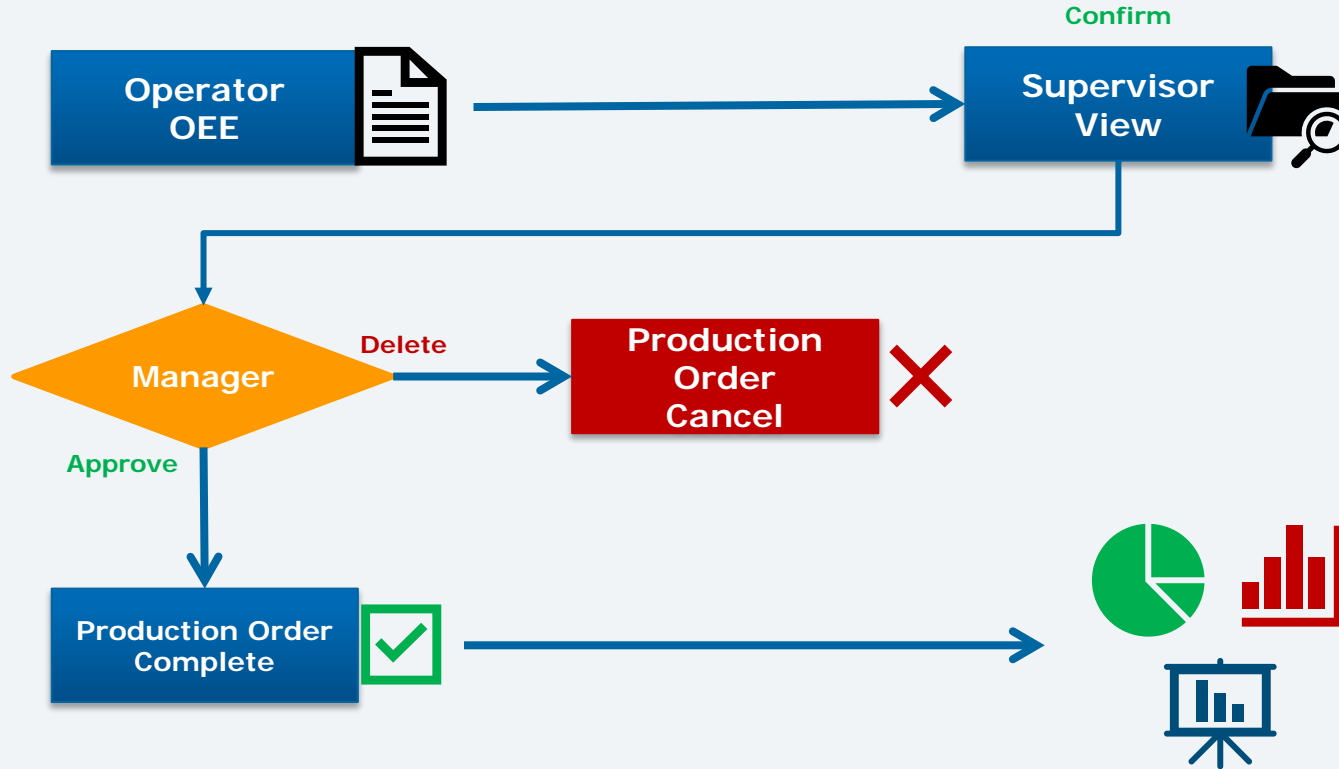 Confirm
Operator
OEE
Supervisor
View
Manager
Delete
Production
Order
Cancel
Approve
Production Order
Complete